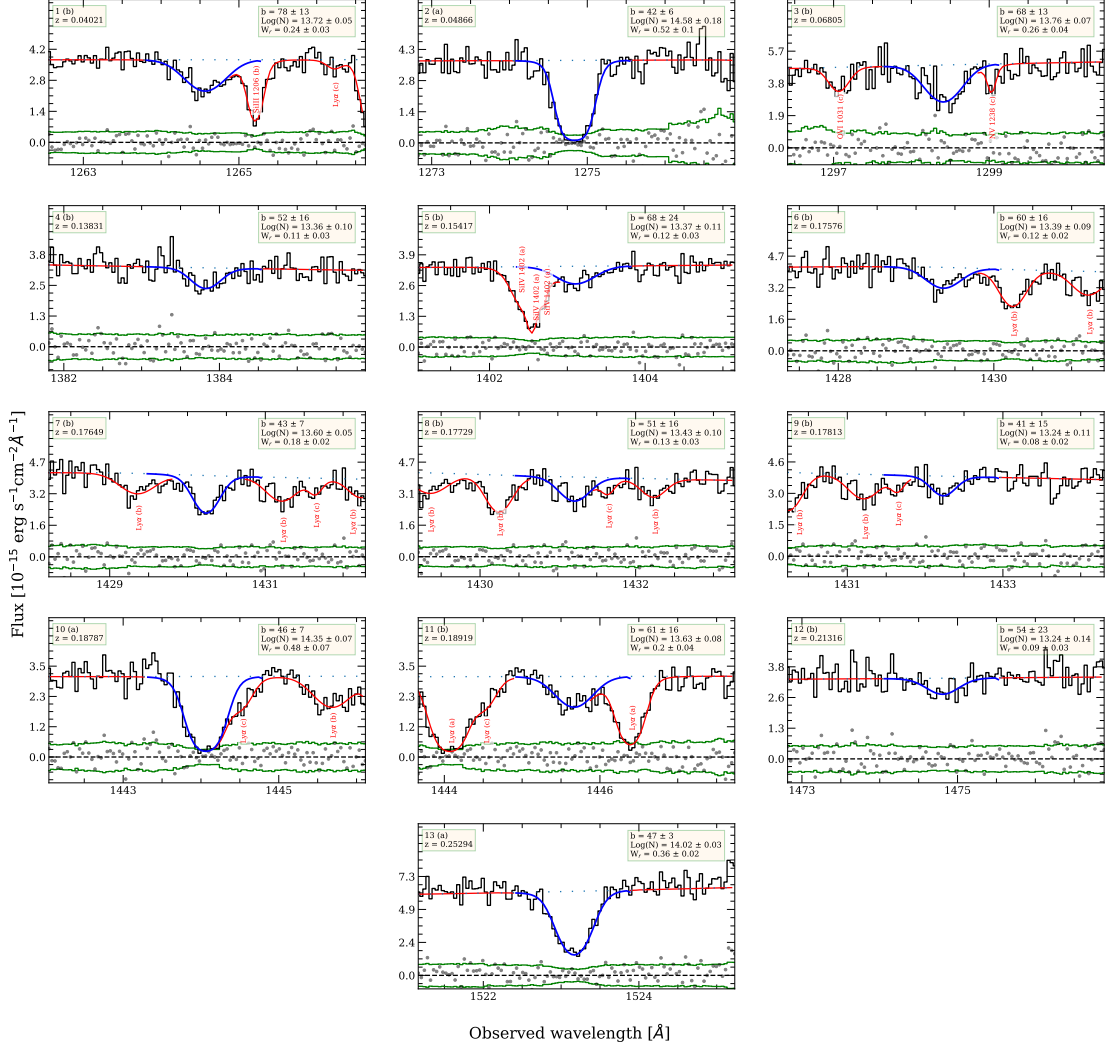 1 (b)
z = 0.04021
b = 78 ± 13
Log(N) = 13.72 ± 0.05
W_r = 0.24 ± 0.03
4.2
2.8
1.4
0.0
SiIII 1206 (b)
Lyα (c)
1263
1265
2 (a)
z = 0.04866
b = 42 ± 6
Log(N) = 14.58 ± 0.18
W_r = 0.52 ± 0.1
4.3
2.8
1.4
0.0
1273
1275
3 (b)
z = 0.06805
b = 68 ± 13
Log(N) = 13.76 ± 0.07
W_r = 0.26 ± 0.04
5.7
3.8
1.9
0.0
OVI 1031 (c)
NV 1238 (c)
1297
1299
4 (b)
z = 0.13831
b = 52 ± 16
Log(N) = 13.36 ± 0.10
W_r = 0.11 ± 0.03
3.8
2.5
1.3
0.0
1382
1384
5 (b)
z = 0.15417
b = 68 ± 24
Log(N) = 13.37 ± 0.11
W_r = 0.12 ± 0.03
3.9
2.6
1.3
0.0
SiIV 1402 (a)
SiIV 1402 (a)
SiIV 1402 (a)
1402
1404
6 (b)
z = 0.17576
b = 60 ± 16
Log(N) = 13.39 ± 0.09
W_r = 0.12 ± 0.02
4.7
3.2
1.6
0.0
Lyα (b)
Lyα (b)
1428
1430
7 (b)
z = 0.17649
b = 43 ± 7
Log(N) = 13.60 ± 0.05
W_r = 0.18 ± 0.02
4.7
3.2
1.6
0.0
Lyα (b)
Lyα (b)
Lyα (c)
Lyα (b)
1429
1431
8 (b)
z = 0.17729
b = 51 ± 16
Log(N) = 13.43 ± 0.10
W_r = 0.13 ± 0.03
4.7
3.1
1.6
0.0
Lyα (b)
Lyα (b)
Lyα (c)
Lyα (b)
1430
1432
9 (b)
z = 0.17813
b = 41 ± 15
Log(N) = 13.24 ± 0.11
W_r = 0.08 ± 0.02
4.6
3.0
1.5
0.0
Lyα (b)
Lyα (b)
Lyα (c)
1431
1433
10 (a)
z = 0.18787
b = 46 ± 7
Log(N) = 14.35 ± 0.07
W_r = 0.48 ± 0.07
3.5
2.3
1.2
0.0
Lyα (c)
Lyα (b)
1443
1445
11 (b)
z = 0.18919
b = 61 ± 16
Log(N) = 13.63 ± 0.08
W_r = 0.2 ± 0.04
3.5
2.3
1.2
0.0
Lyα (a)
Lyα (c)
Lyα (a)
1444
1446
12 (b)
z = 0.21316
b = 54 ± 23
Log(N) = 13.24 ± 0.14
W_r = 0.09 ± 0.03
3.8
2.6
1.3
0.0
1473
1475
13 (a)
z = 0.25294
b = 47 ± 3
Log(N) = 14.02 ± 0.03
W_r = 0.36 ± 0.02
7.3
4.9
2.4
0.0
1522
1524
Flux [10⁻¹⁵ erg s⁻¹cm⁻²Å⁻¹]
Observed wavelength [Å]